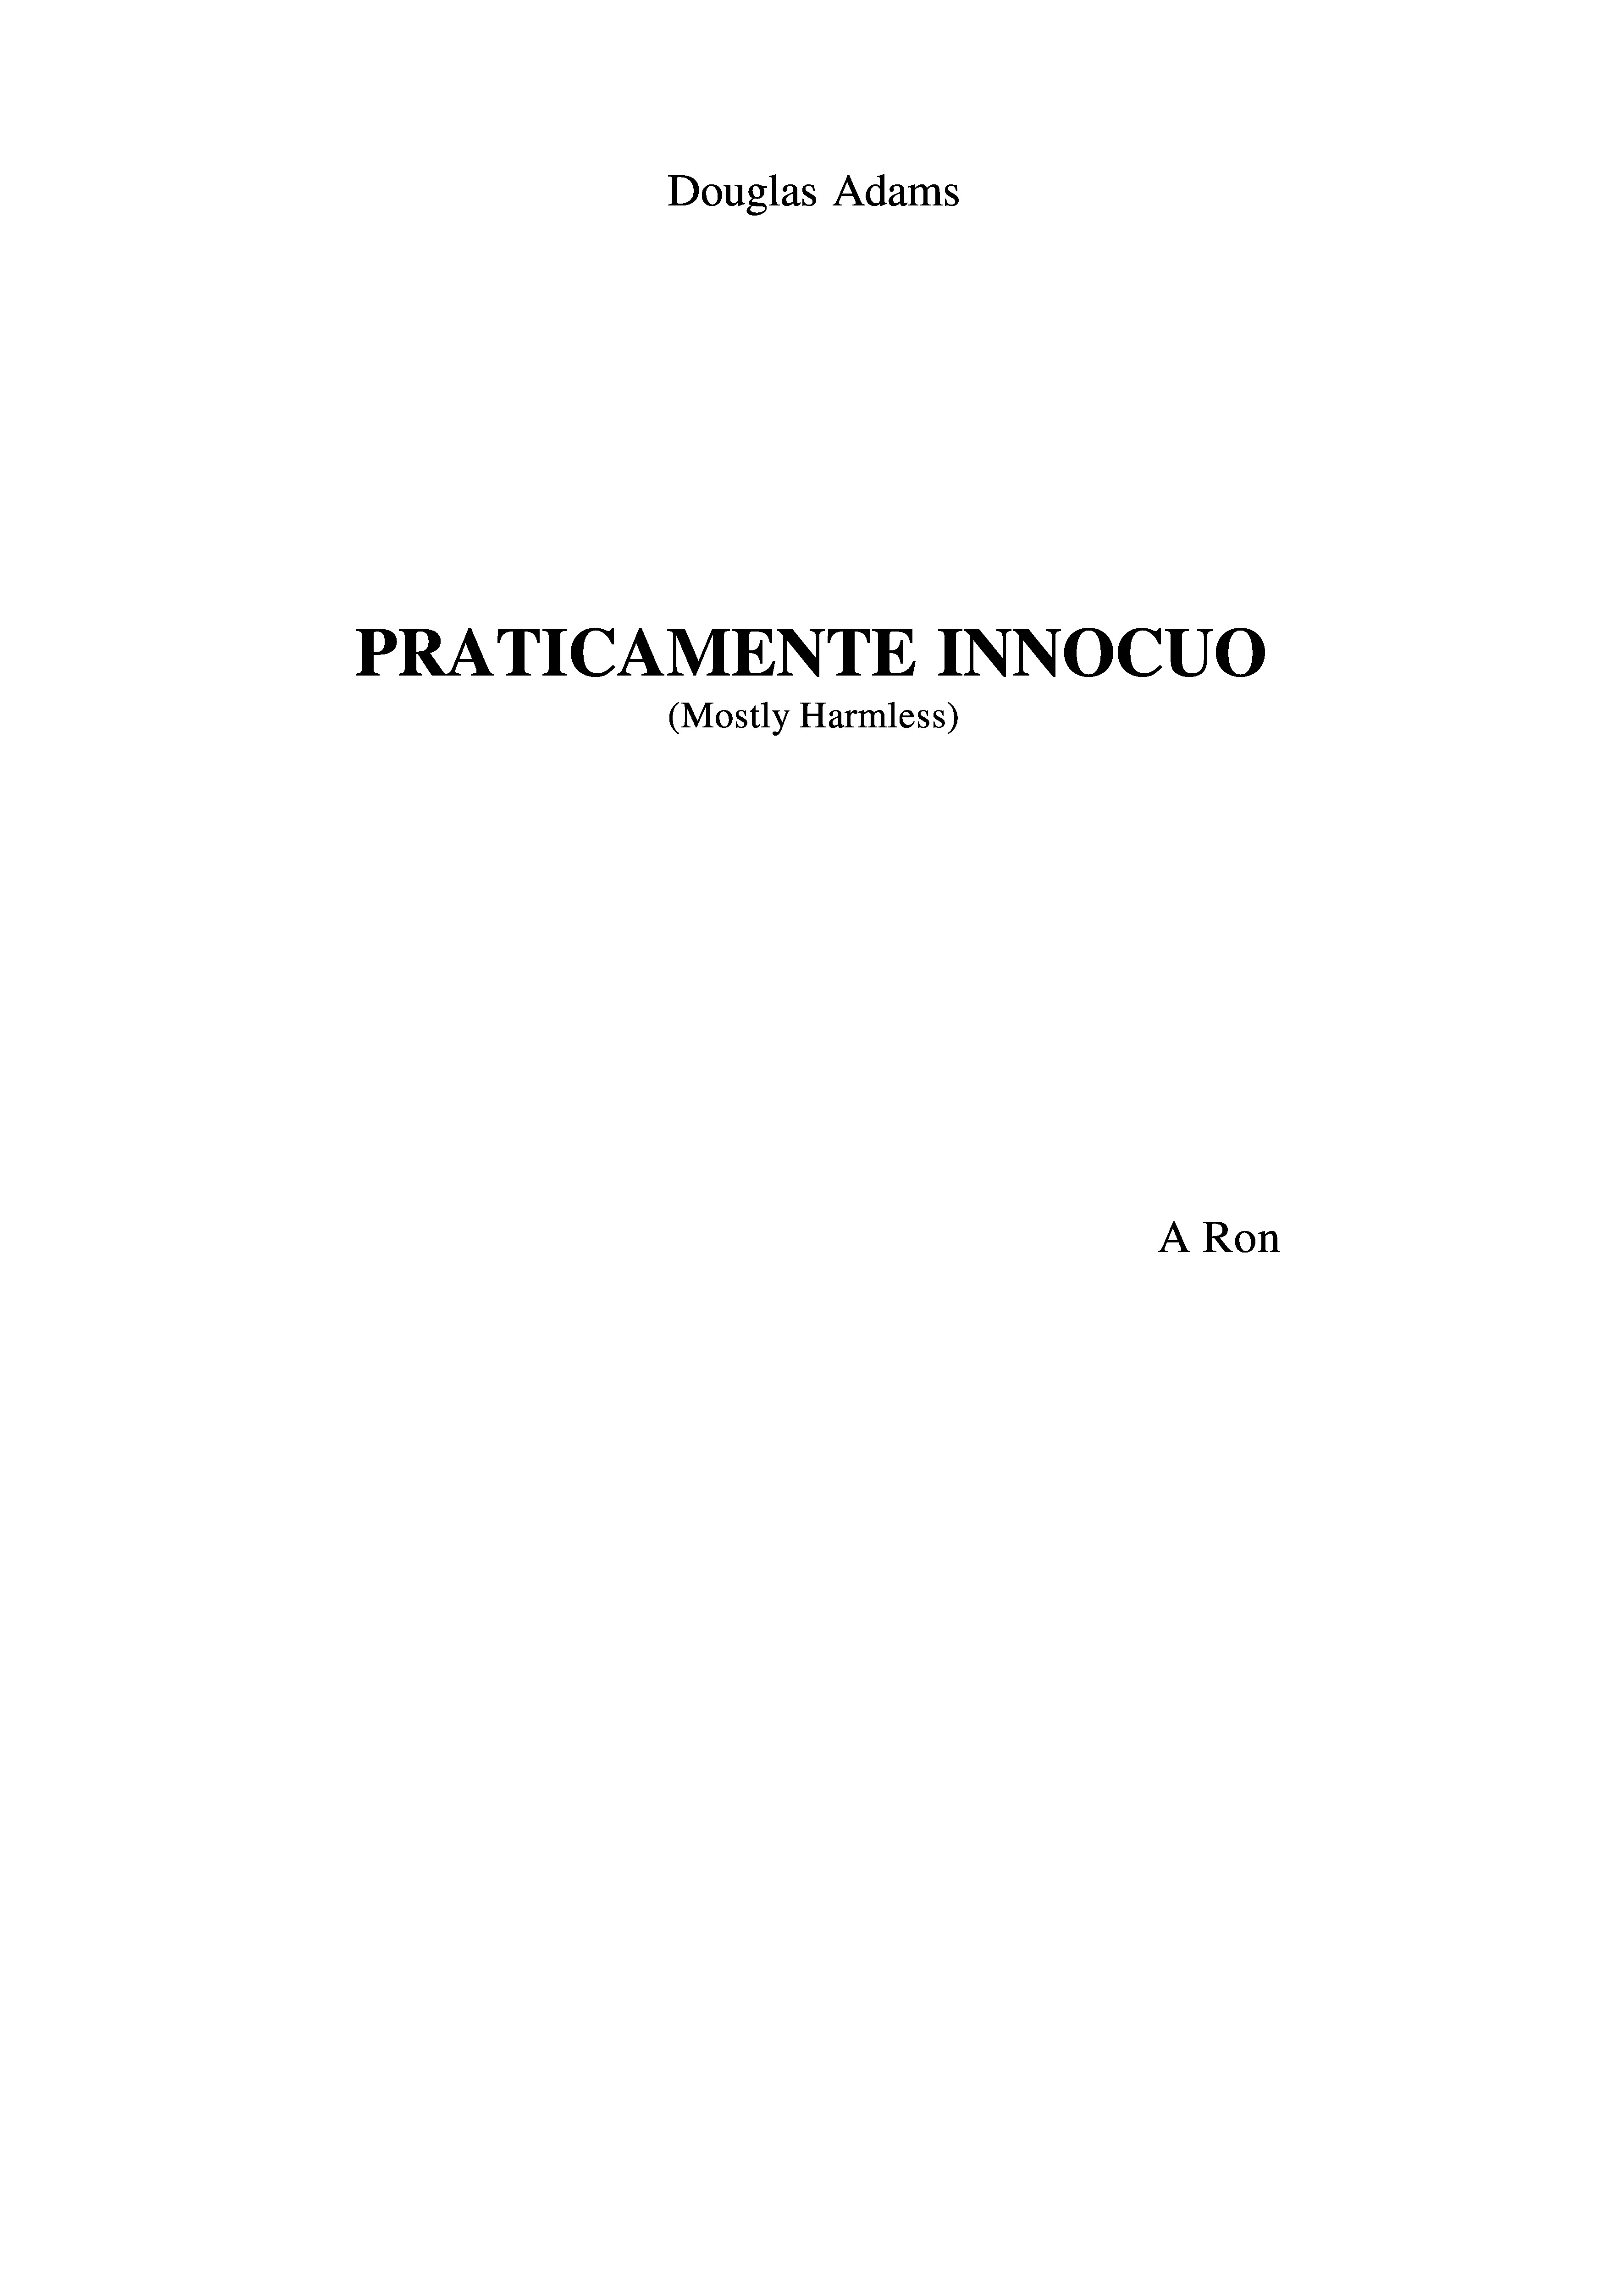 Douglas Adams
PRATICAMENTE INNOCUO
(Mostly Harmless)
A Ron